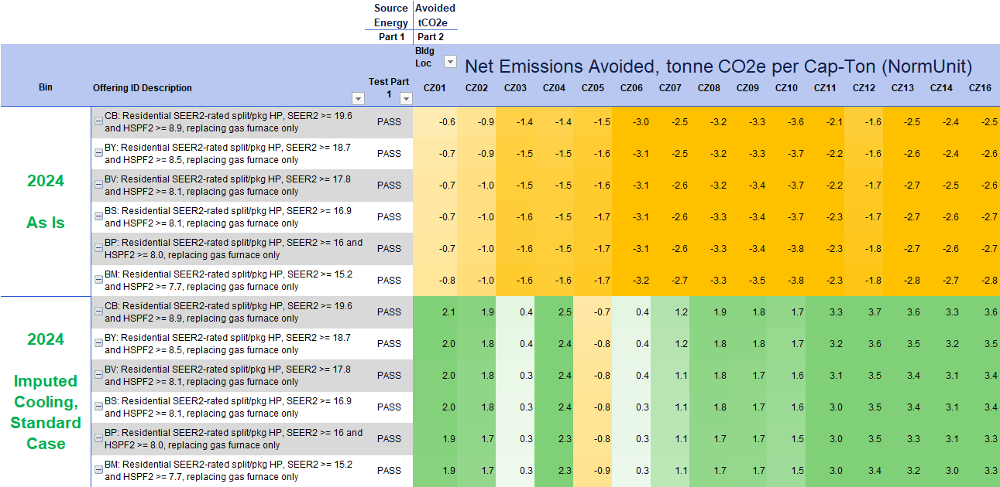 Source Avoided
Energy tCO2e
Part 1 Part 2
Bldg
Loc
Net Emissions Avoided, tonne CO2e per Cap-Ton (NormUnit)
Bin Offering ID Description Test Part 1 CZ01 CZ02 CZ03 CZ04 CZ05 CZ06 CZ07 CZ08 CZ09 CZ10 CZ11 CZ12 CZ13 CZ14 CZ16
2024
As Is
CB: Residential SEER2-rated split/pkg HP, SEER2 >= 19.6
and HSPF2 >= 8.9, replacing gas furnace only
PASS -0.6 -0.9 -1.4 -1.4 -1.5 -3.0 -2.5 -3.2 -3.3 -3.6 -2.1 -1.6 -2.5 -2.4 -2.5
BY: Residential SEER2-rated split/pkg HP, SEER2 >= 18.7
and HSPF2 >= 8.5, replacing gas furnace only
PASS -0.7 -0.9 -1.5 -1.5 -1.6 -3.1 -2.5 -3.2 -3.3 -3.7 -2.2 -1.6 -2.6 -2.4 -2.6
BV: Residential SEER2-rated split/pkg HP, SEER2 >= 17.8
and HSPF2 >= 8.1, replacing gas furnace only
PASS -0.7 -1.0 -1.5 -1.5 -1.6 -3.1 -2.6 -3.2 -3.4 -3.7 -2.2 -1.7 -2.7 -2.5 -2.6
BS: Residential SEER2-rated split/pkg HP, SEER2 >= 16.9
and HSPF2 >= 8.1, replacing gas furnace only
PASS -0.7 -1.0 -1.6 -1.5 -1.7 -3.1 -2.6 -3.3 -3.4 -3.7 -2.3 -1.7 -2.7 -2.6 -2.7
BP: Residential SEER2-rated split/pkg HP, SEER2 >= 16 and
HSPF2 >= 8.0, replacing gas furnace only
PASS -0.7 -1.0 -1.6 -1.5 -1.7 -3.1 -2.6 -3.3 -3.4 -3.8 -2.3 -1.8 -2.7 -2.6 -2.7
BM: Residential SEER2-rated split/pkg HP, SEER2 >= 15.2
and HSPF2 >= 7.7, replacing gas furnace only
PASS -0.8 -1.0 -1.6 -1.6 -1.7 -3.2 -2.7 -3.3 -3.5 -3.8 -2.3 -1.8 -2.8 -2.7 -2.8
2024
Imputed
Cooling,
Standard
Case
CB: Residential SEER2-rated split/pkg HP, SEER2 >= 19.6
and HSPF2 >= 8.9, replacing gas furnace only
PASS 2.1 1.9 0.4 2.5 -0.7 0.4 1.2 1.9 1.8 1.7 3.3 3.7 3.6 3.3 3.6
BY: Residential SEER2-rated split/pkg HP, SEER2 >= 18.7
and HSPF2 >= 8.5, replacing gas furnace only
PASS 2.0 1.8 0.4 2.4 -0.8 0.4 1.2 1.8 1.8 1.7 3.2 3.6 3.5 3.2 3.5
BV: Residential SEER2-rated split/pkg HP, SEER2 >= 17.8
and HSPF2 >= 8.1, replacing gas furnace only
PASS 2.0 1.8 0.3 2.4 -0.8 0.4 1.1 1.8 1.7 1.6 3.1 3.5 3.4 3.1 3.4
BS: Residential SEER2-rated split/pkg HP, SEER2 >= 16.9
and HSPF2 >= 8.1, replacing gas furnace only
PASS 2.0 1.8 0.3 2.4 -0.8 0.3 1.1 1.8 1.7 1.6 3.0 3.5 3.4 3.1 3.4
BP: Residential SEER2-rated split/pkg HP, SEER2 >= 16 and
HSPF2 >= 8.0, replacing gas furnace only
PASS 1.9 1.7 0.3 2.3 -0.8 0.3 1.1 1.7 1.7 1.5 3.0 3.5 3.3 3.1 3.3
BM: Residential SEER2-rated split/pkg HP, SEER2 >= 15.2
and HSPF2 >= 7.7, replacing gas furnace only
PASS 1.9 1.7 0.3 2.3 -0.9 0.3 1.1 1.7 1.7 1.5 3.0 3.4 3.2 3.0 3.3